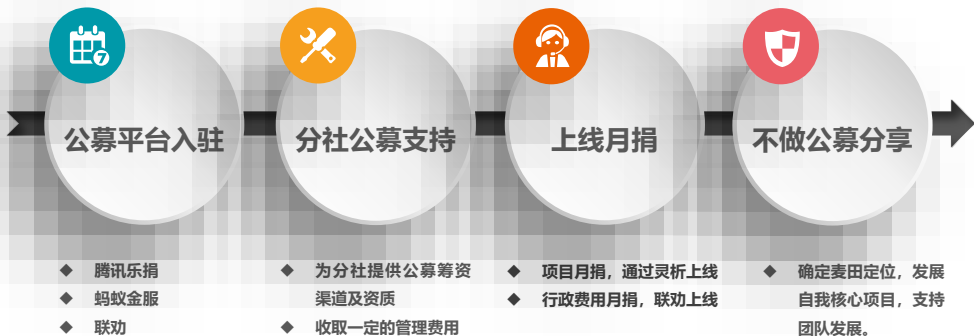 7
公募平台入驻
分社公募支持
上线月捐
不做公募分享
◆ 腾讯乐捐
◆ 蚂蚁金服
◆ 联劝
◆ 为分社提供公募筹资
渠道及资质
◆ 收取一定的管理费用
◆ 项目月捐，通过灵析上线
◆ 行政费用月捐，联劝上线
◆ 确定麦田定位，发展
自我核心项目，支持
团队发展。